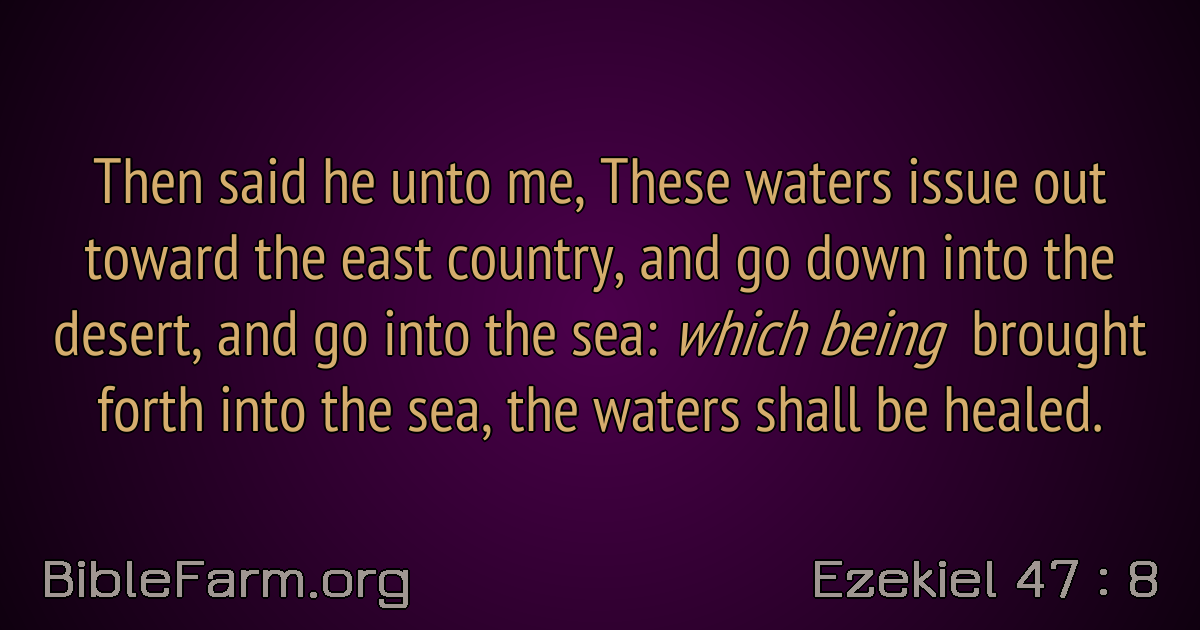 Then said he unto me, These waters issue out
toward the east country, and go down into the
desert, and go into the sea: which being brought
forth into the sea, the waters shall be healed.
BibleFarm.org
Ezekiel 47 : 8